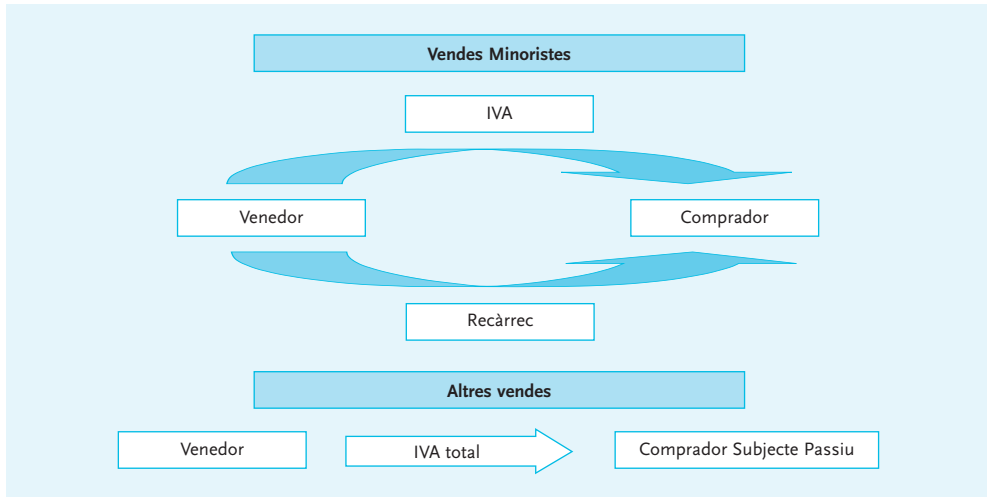 Vendes Minoristes
IVA
Venedor
Comprador
Recàrrec
Altres vendes
Venedor
IVA total
Comprador Subjecte Passiu